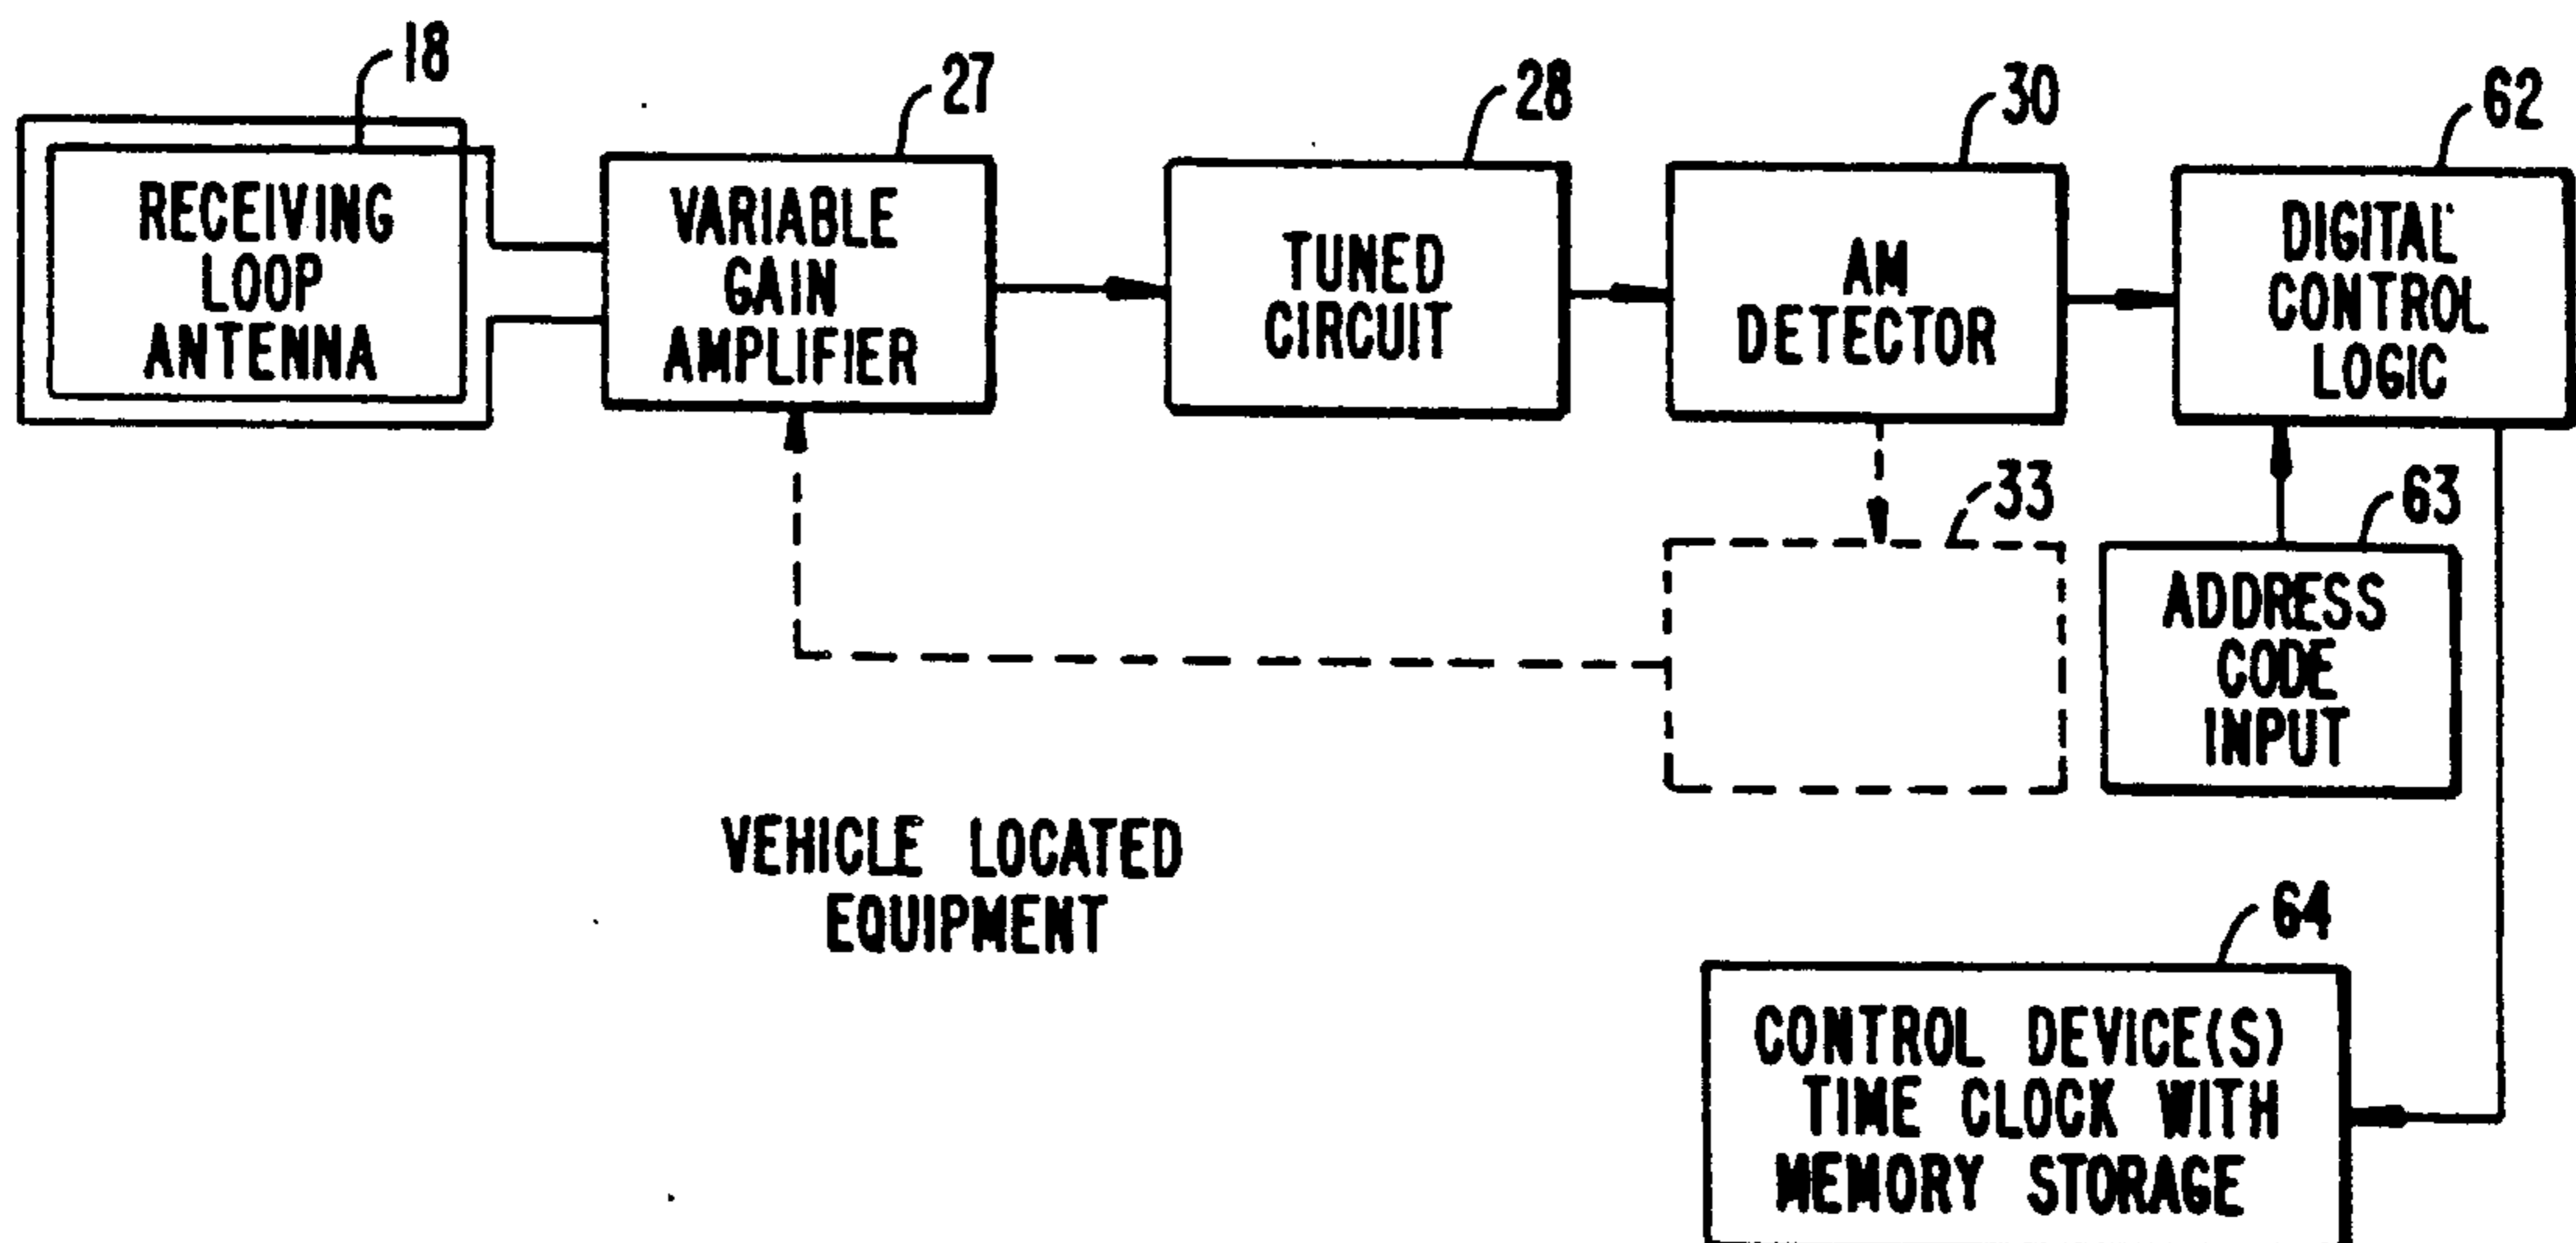 18
27
28
30
62
RECEIVING
LOOP
ANTENNA
VARIABLE
GAIN
AMPLIFIER
TUNED
CIRCUIT
AM
DETECTOR
DIGITAL
CONTROL
LOGIC
33
63
ADDRESS
CODE
INPUT
VEHICLE LOCATED
EQUIPMENT
64
CONTROL DEVICE(S)
TIME CLOCK WITH
MEMORY STORAGE